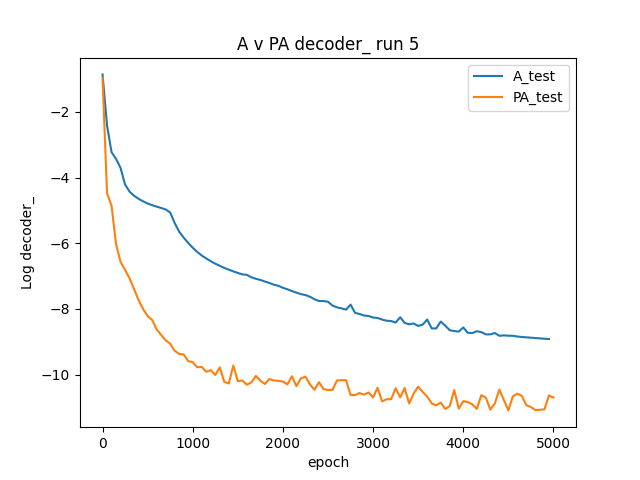 A v PA decoder_ run 5
A_test
PA_test
Log decoder_
−2
−4
−6
−8
−10
0
1000
2000
3000
4000
5000
epoch